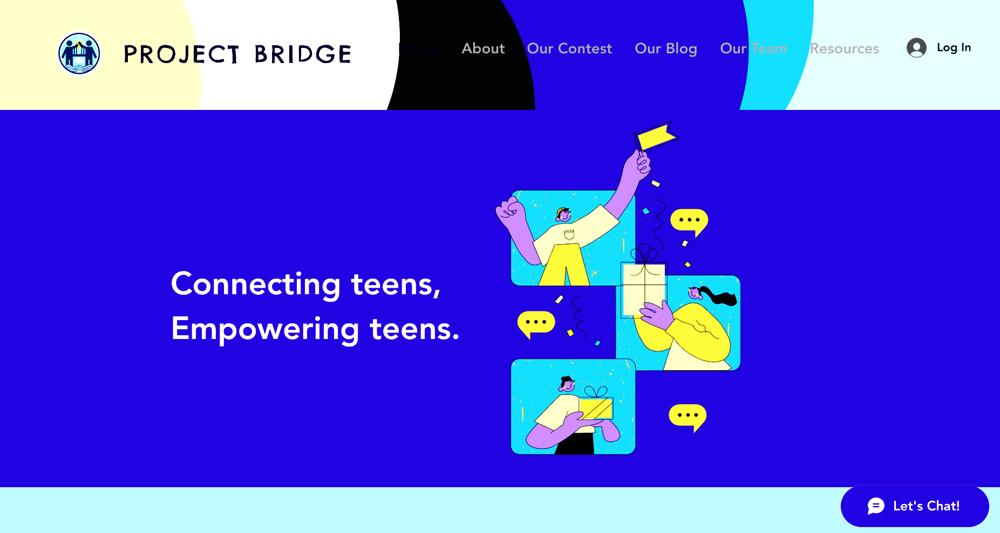 PROJECT BRIDGE
About
Our Contest
Our Blog
Our Team
Resources
Log In
Connecting teens,
Empowering teens.
Let's Chat!